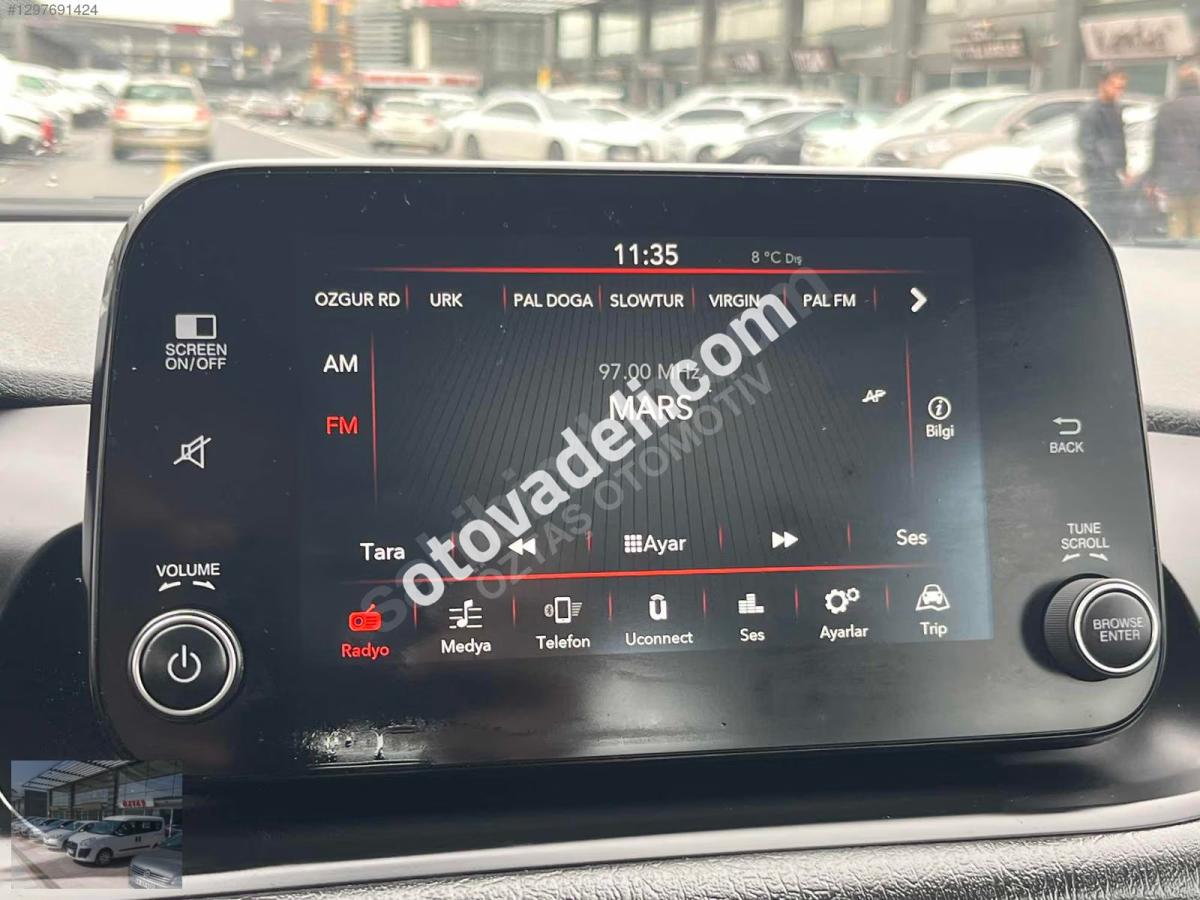 #1297691424
11:35
8 °C Dış
OZGUR RD URK PAL DOGA SLOWTUR VIRGIN PAL FM
SCREEN
ON/OFF
AM
97.00 MHz
MARS
AF
FM
Bilgi
BACK
otovadeli.com
ÖZTAŞ OTOMOTİV
TUNE
SCROLL
Tara
Ayar
Ses
VOLUME
BROWSE
ENTER
Radyo Medya Telefon Uconnect Ses Ayarlar Trip